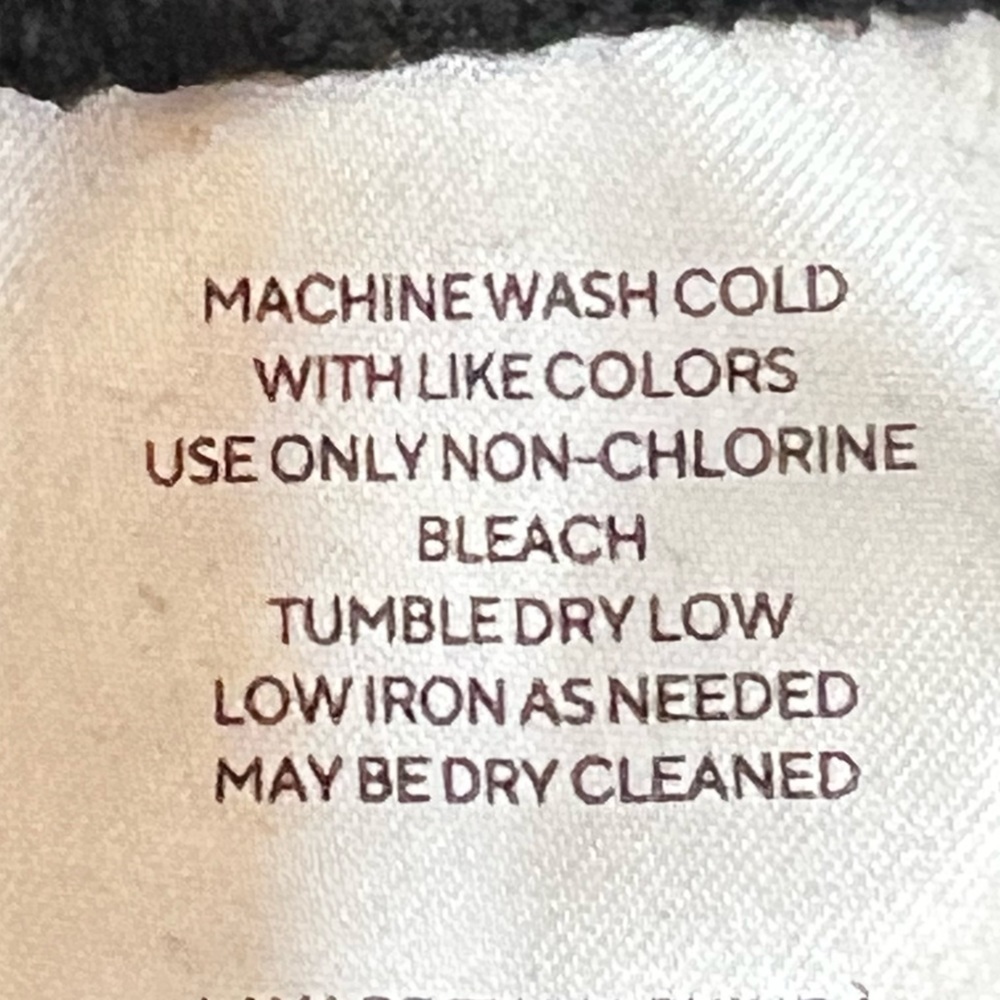 MACHINE WASH COLD
WITH LIKE COLORS
USE ONLY NON-CHLORINE
BLEACH
TUMBLE DRY LOW
LOW IRON AS NEEDED
MAY BE DRY CLEANED